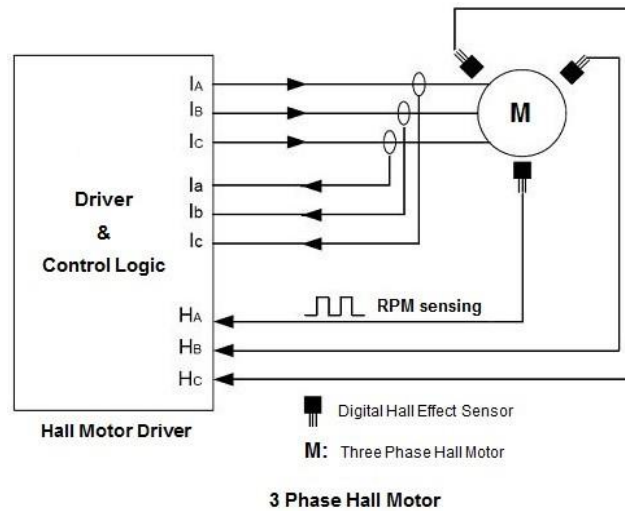 IA
IB
IC
M
Ia
Driver
Ib
&
Ic
Control Logic
HA
RPM sensing
HB
HC
Digital Hall Effect Sensor
Hall Motor Driver
M: Three Phase Hall Motor
3 Phase Hall Motor